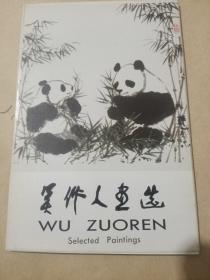 吴作人画选
WU ZUOREN
Selected Paintings